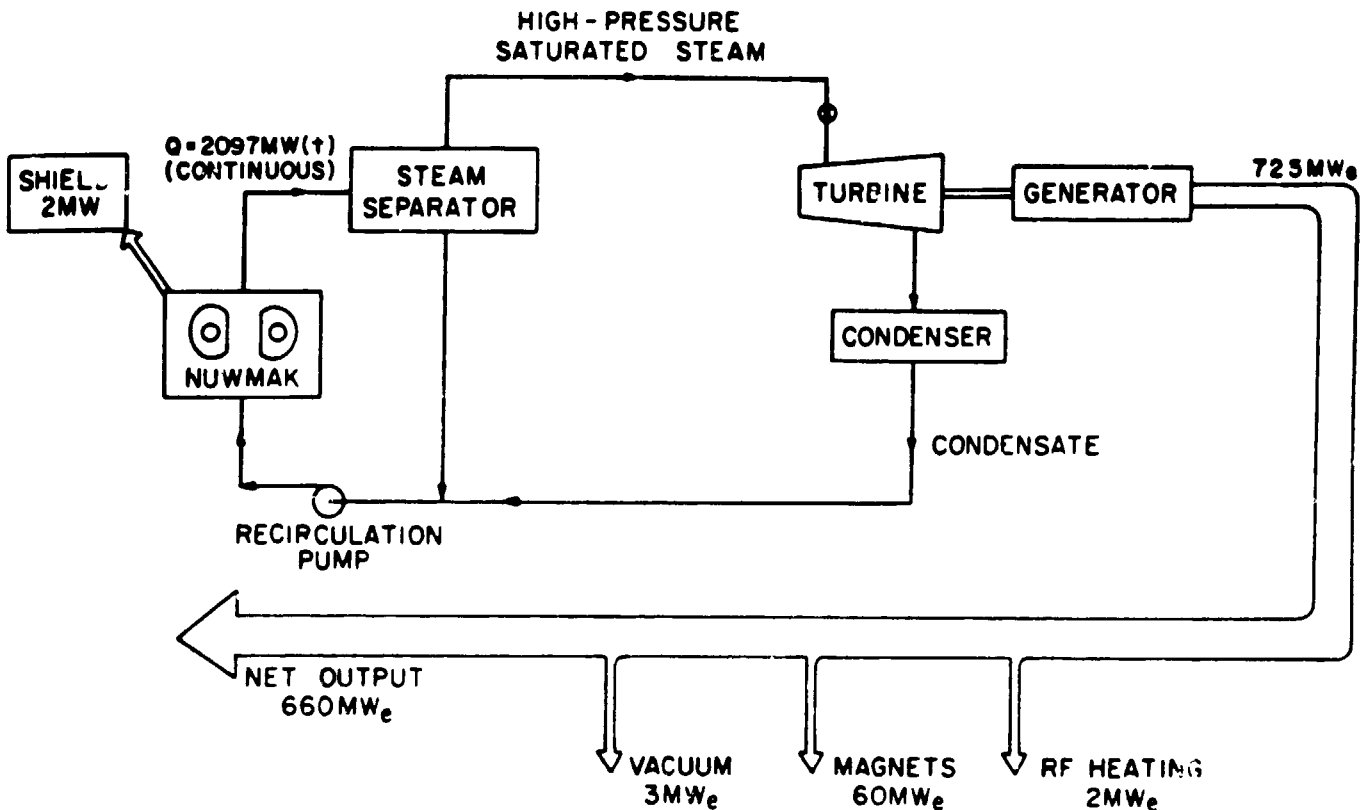 HIGH-PRESSURE
SATURATED STEAM
Q=2097MW(t)
(CONTINUOUS)
2MW
STEAM
SEPARATOR
TURBINE
GENERATOR
725MWe
NUWMAK
CONDENSER
CONDENSATE
RECIRCULATION
PUMP
NET OUTPUT
660MWe
VACUUM
3MWe
MAGNETS
60MWe
RF HEATING
2MWe